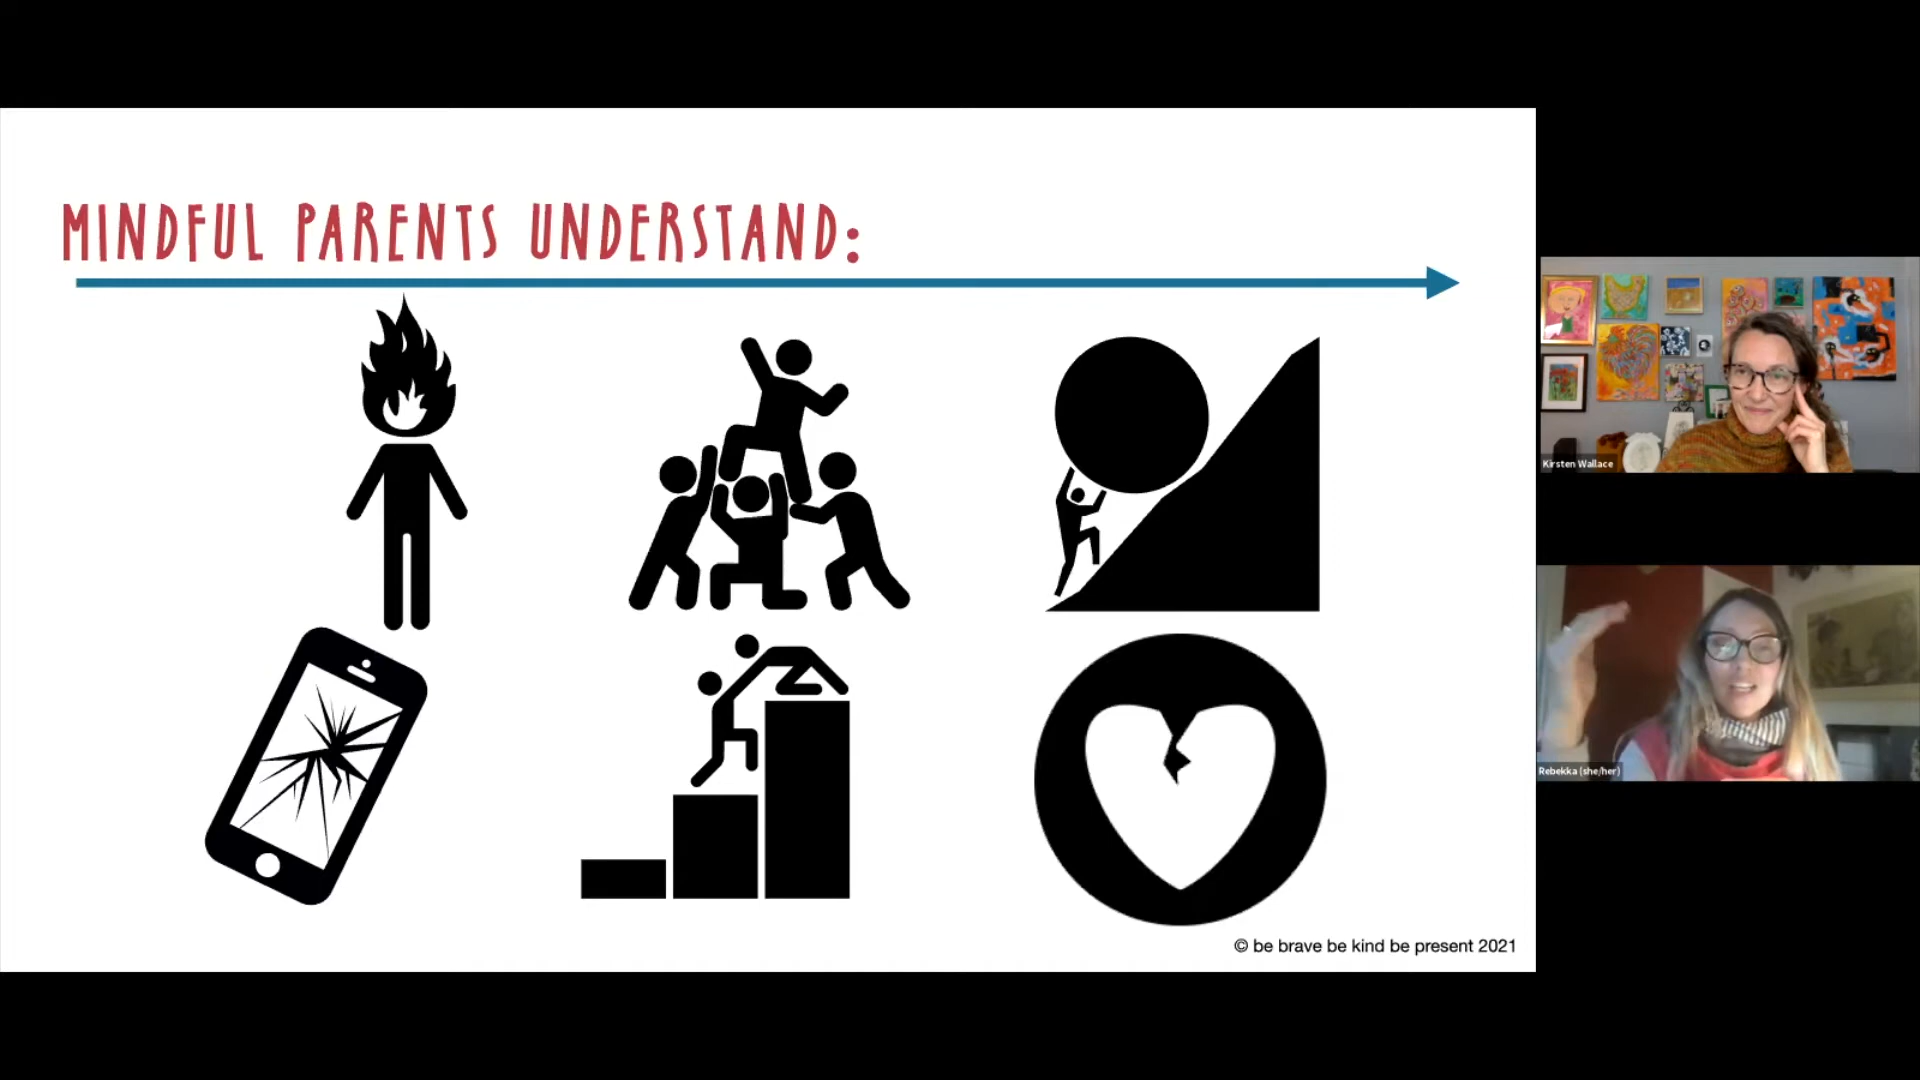 MINDFUL PARENTS UNDERSTAND:
Kirsten Wallace
Rebekka (she/her)
© be brave be kind be present 2021